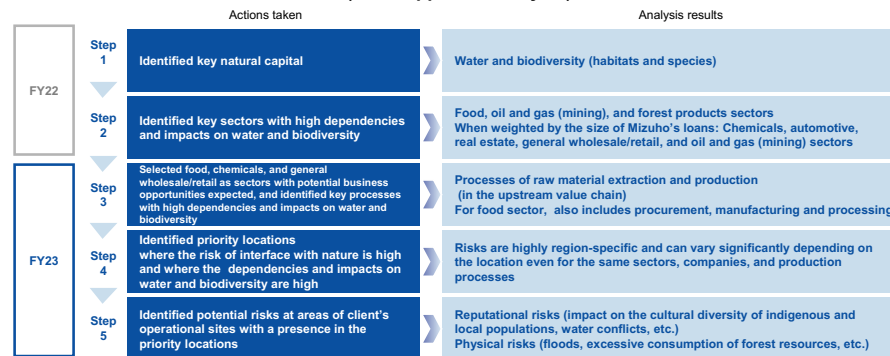 Actions taken
Analysis results
FY22
Step
1
Identified key natural capital
Water and biodiversity (habitats and species)
Step
2
Identified key sectors with high dependencies
and impacts on water and biodiversity
Food, oil and gas (mining), and forest products sectors
When weighted by the size of Mizuho's loans: Chemicals, automotive,
real estate, general wholesale/retail, and oil and gas (mining) sectors
FY23
Step
3
Selected food, chemicals, and general
wholesale/retail as sectors with potential business
opportunities expected, and identified key processes
with high dependencies and impacts on water and
biodiversity
Processes of raw material extraction and production
(in the upstream value chain)
For food sector, also includes procurement, manufacturing and processing
Step
4
Identified priority locations
where the risk of interface with nature is high
and where the dependencies and impacts on
water and biodiversity are high
Risks are highly region-specific and can vary significantly depending on
the location even for the same sectors, companies, and production
processes
Step
5
Identified potential risks at areas of client's
operational sites with a presence in the
priority locations
Reputational risks (impact on the cultural diversity of indigenous and
local populations, water conflicts, etc.)
Physical risks (floods, excessive consumption of forest resources, etc.)